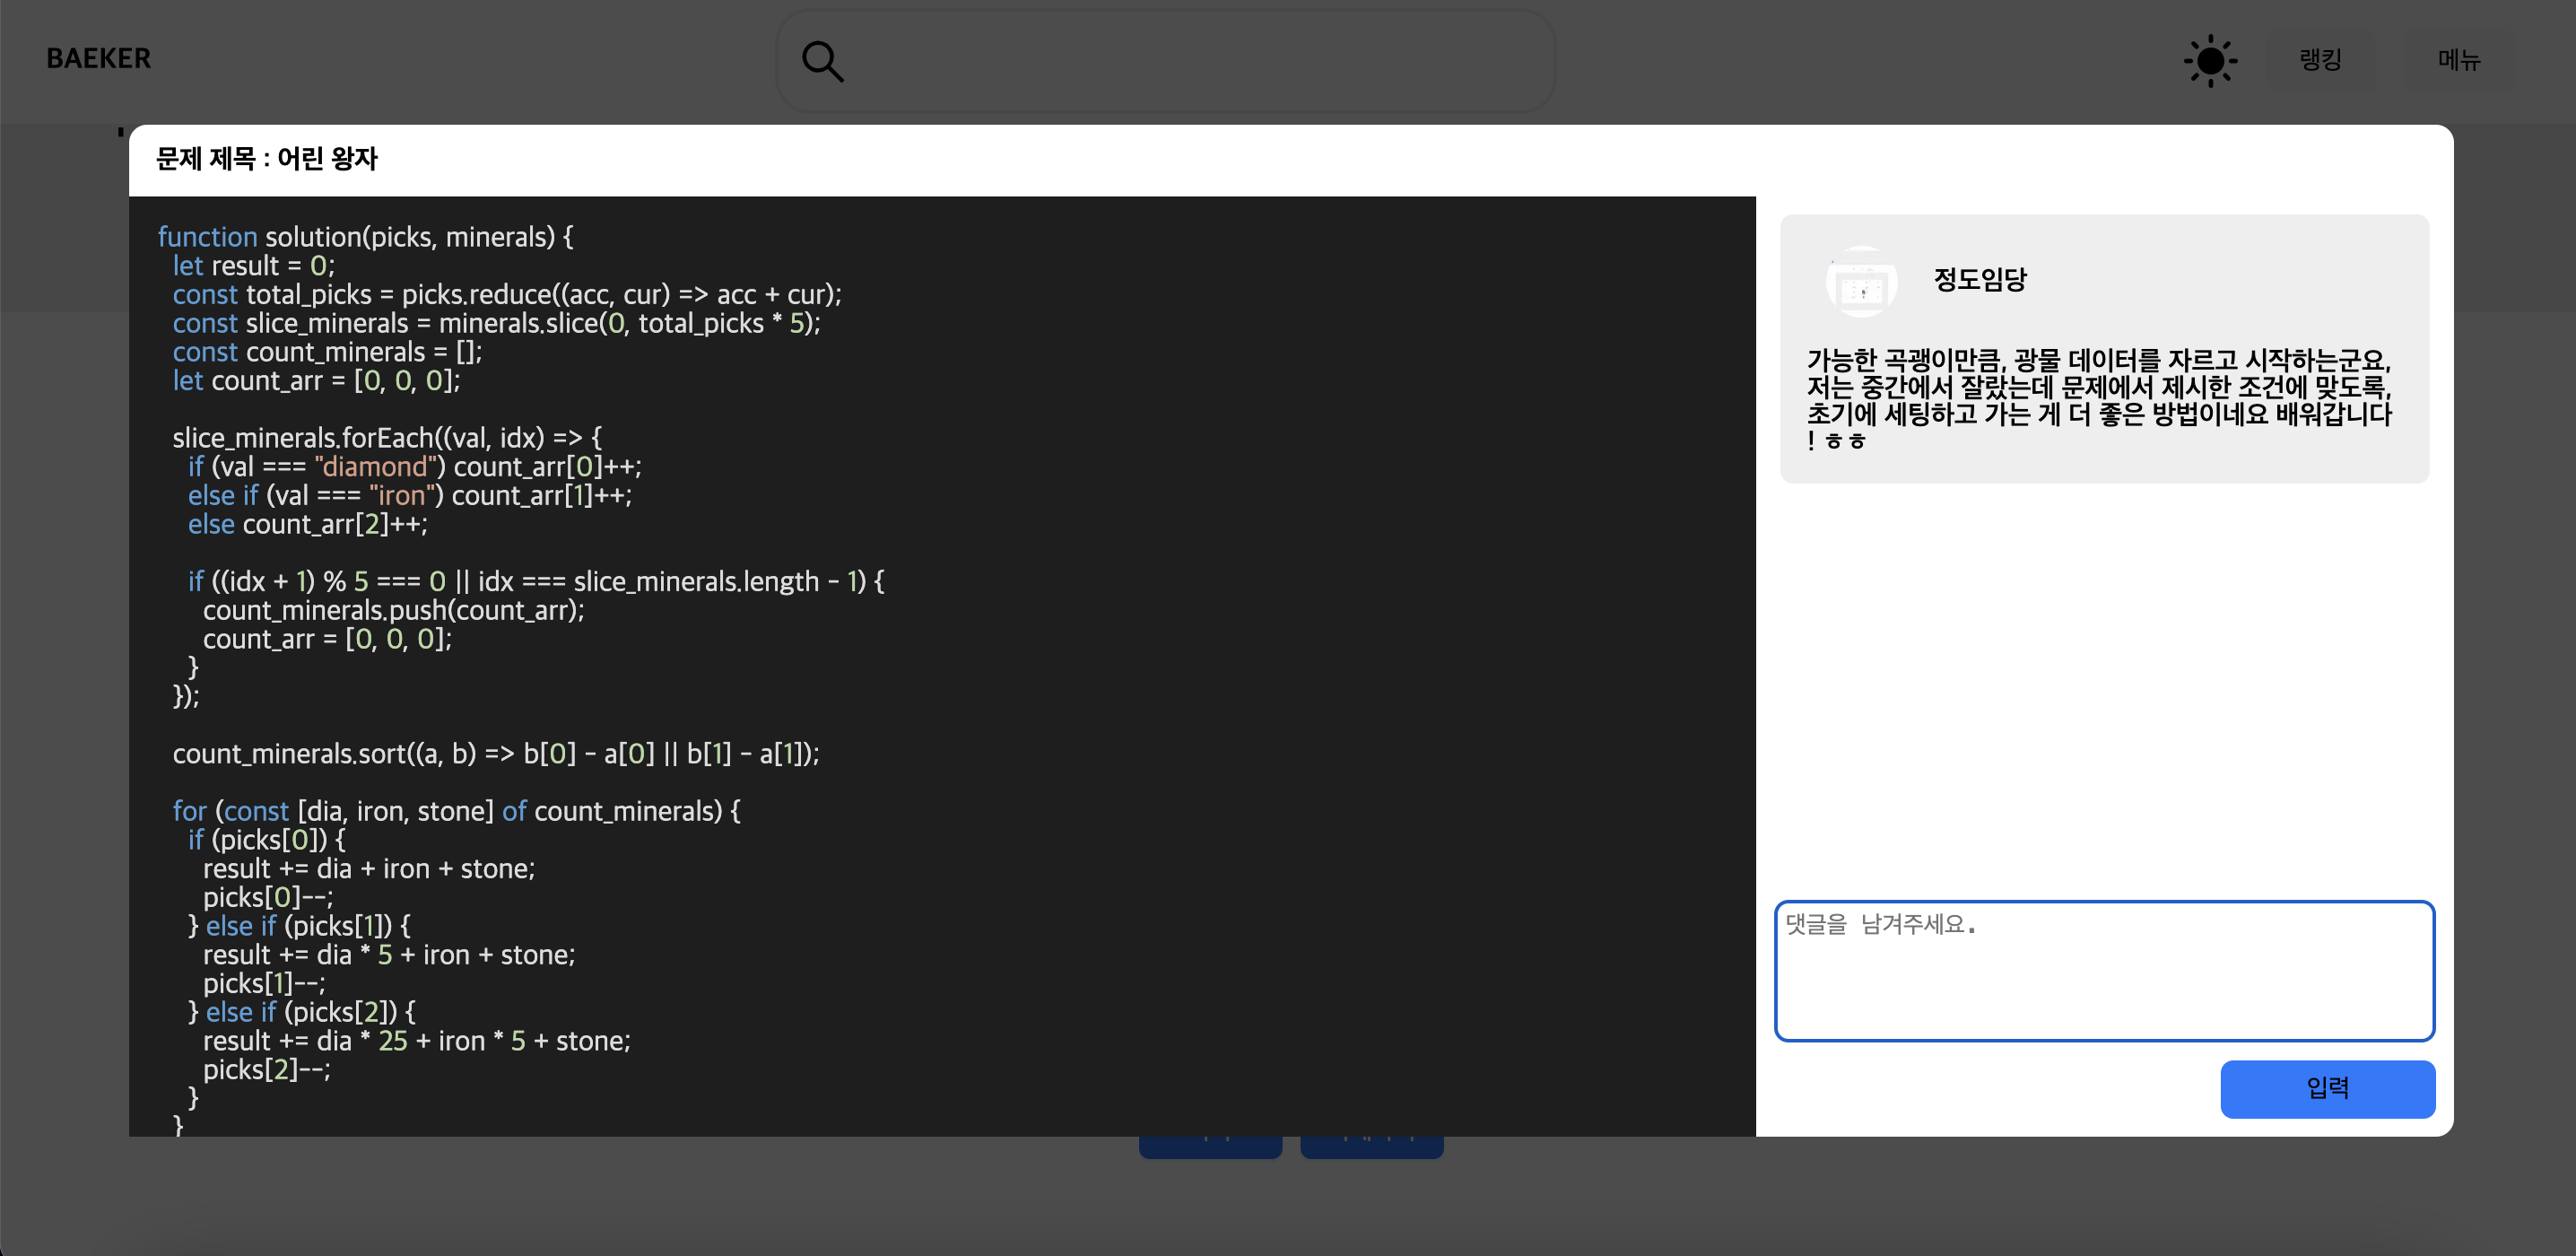 BAEKER
랭킹
메뉴
문제 제목 : 어린 왕자
function solution(picks, minerals) {
let result = 0;
const total_picks = picks.reduce((acc, cur) => acc + cur);
const slice_minerals = minerals.slice(0, total_picks * 5);
const count_minerals = [];
let count_arr = [0, 0, 0];
slice_minerals.forEach((val, idx) => {
if (val === "diamond") count_arr[0]++;
else if (val === "iron") count_arr[1]++;
else count_arr[2]++;
if ((idx + 1) % 5 === 0 || idx === slice_minerals.length - 1) {
count_minerals.push(count_arr);
count_arr = [0, 0, 0];
}
});
count_minerals.sort((a, b) => b[0] - a[0] || b[1] - a[1]);
for (const [dia, iron, stone] of count_minerals) {
if (picks[0]) {
result += dia + iron + stone;
picks[0]--;
} else if (picks[1]) {
result += dia * 5 + iron + stone;
picks[1]--;
} else if (picks[2]) {
result += dia * 25 + iron * 5 + stone;
picks[2]--;
}
}
정도임당
가능한 곡괭이만큼, 광물 데이터를 자르고 시작하는군요,
저는 중간에서 잘랐는데 문제에서 제시한 조건에 맞도록,
초기에 세팅하고 가는 게 더 좋은 방법이네요 배워갑니다
! ㅎㅎ
댓글을 남겨주세요.
입력